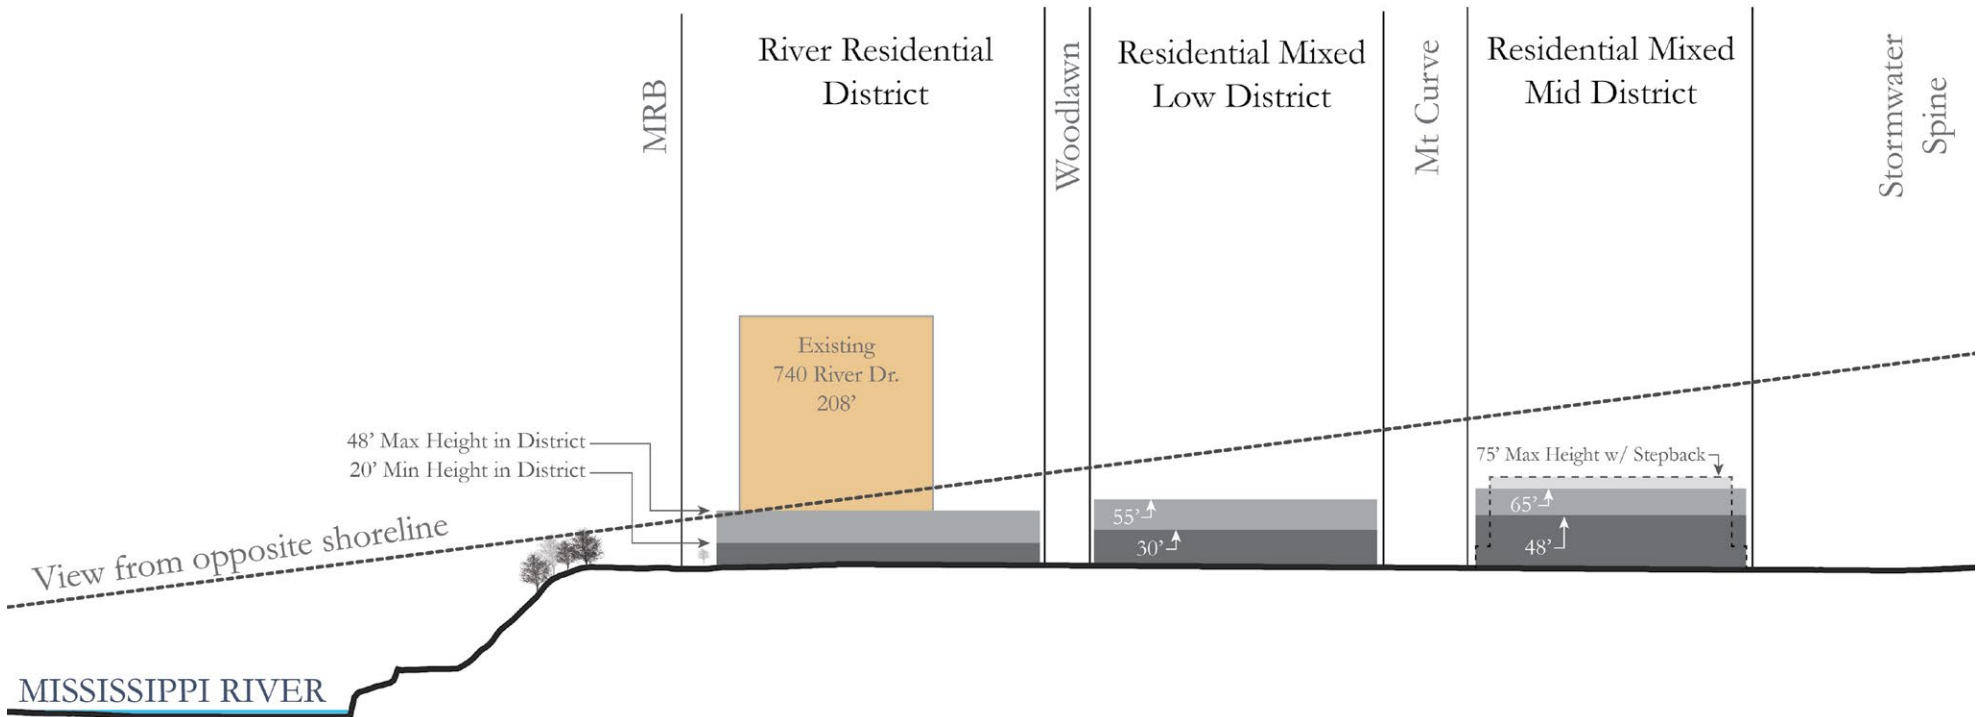 MRB
River Residential
District
Woodlawn
Residential Mixed
Low District
Mt Curve
Residential Mixed
Mid District
Stormwater
Spine
Existing
740 River Dr.
208’
48’ Max Height in District
20’ Min Height in District
75’ Max Height w/ Stepback
55’
30’
65’
48’
View from opposite shoreline
MISSISSIPPI RIVER